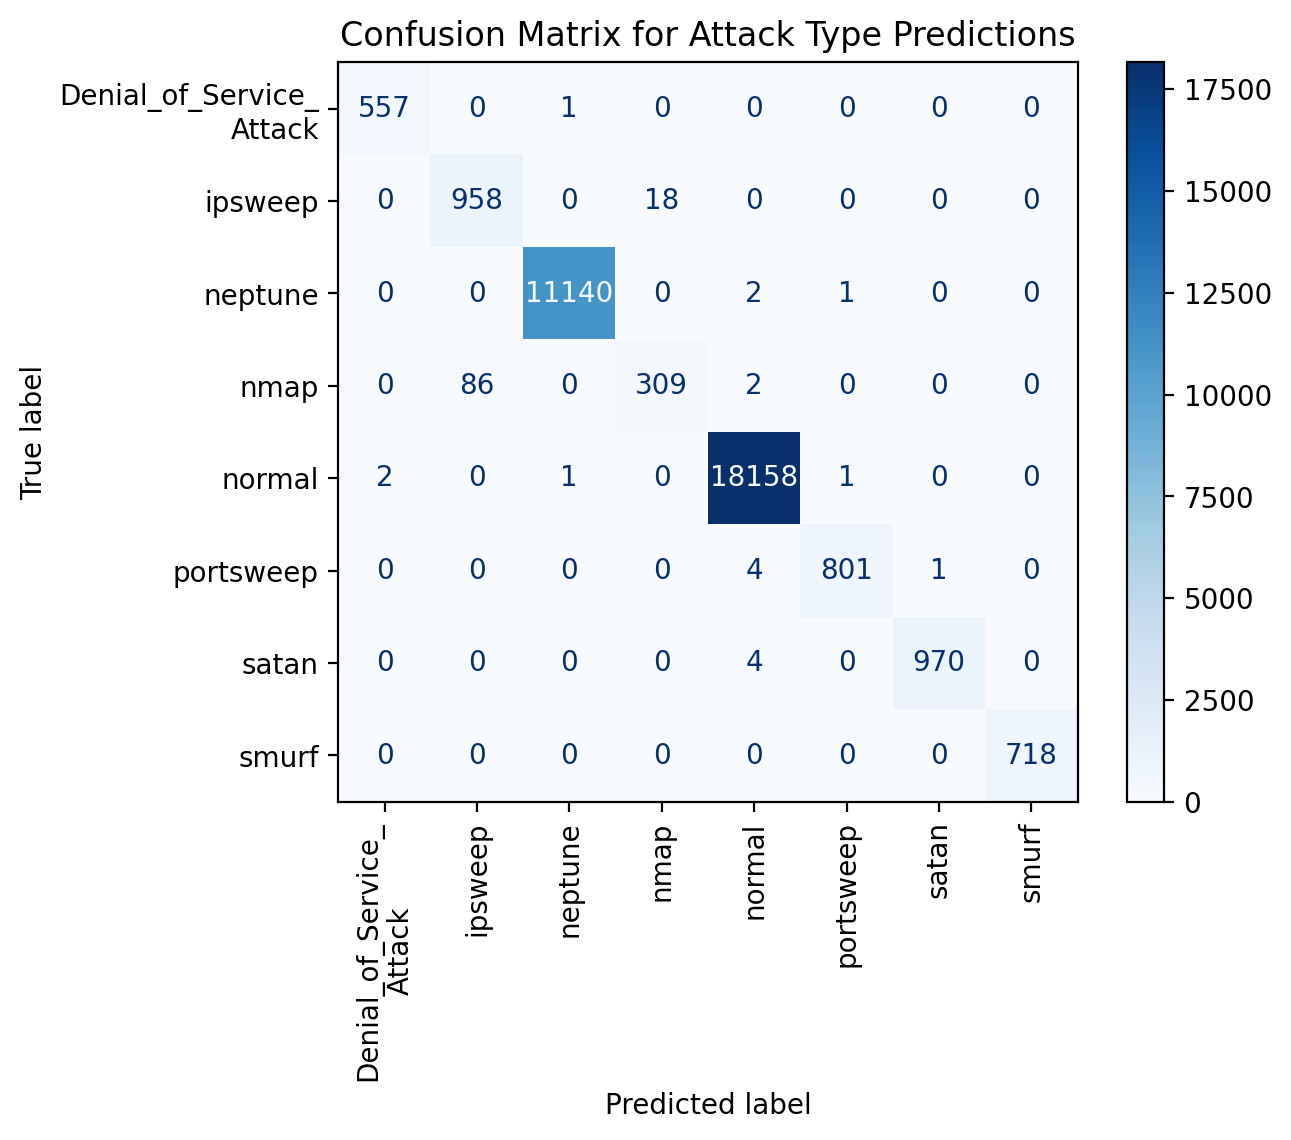 Confusion Matrix for Attack Type Predictions
Denial_of_Service_
Attack
557 0 1 0 0 0 0 0
ipsweep
0 958 0 18 0 0 0 0
neptune
0 0 11140 0 2 1 0 0
nmap
0 86 0 309 2 0 0 0
normal
2 0 1 0 18158 1 0 0
portsweep
0 0 0 0 4 801 1 0
satan
0 0 0 0 4 0 970 0
smurf
0 0 0 0 0 0 0 718
True label
Denial_of_Service_
Attack
ipsweep
neptune
nmap
normal
portsweep
satan
smurf
Predicted label
17500
15000
12500
10000
7500
5000
2500
0